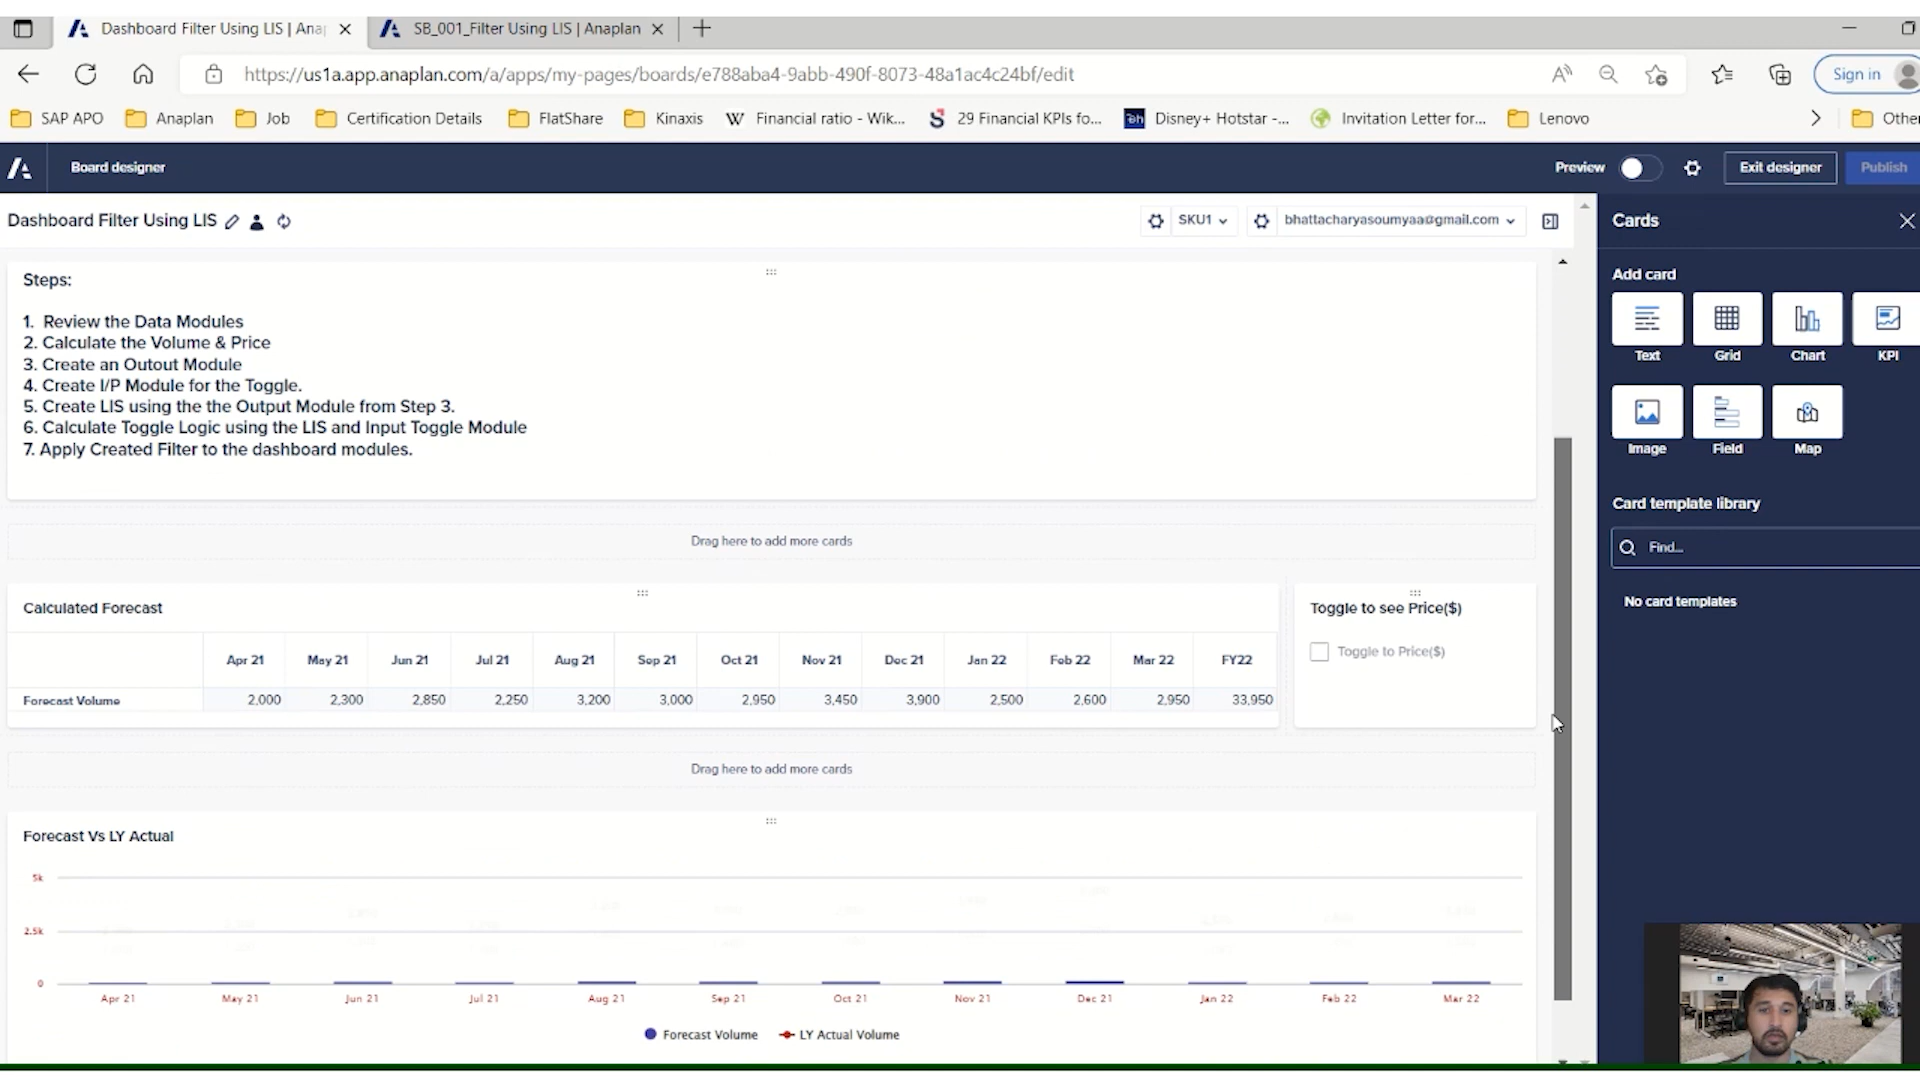 Dashboard Filter Using LIS | Anap
SB_001_Filter Using LIS | Anaplan
https://us1a.app.anaplan.com/a/apps/my-pages/boards/e788aba4-9abb-490f-8073-48a1ac4c24bf/edit
Sign in
SAP APO
Anaplan
Job
Certification Details
FlatShare
Kinaxis
W Financial ratio - Wik...
29 Financial KPIs fo...
Disney+ Hotstar -...
Invitation Letter for...
Lenovo
Other
Board designer
Preview
Exit designer
Publish
Dashboard Filter Using LIS
SKU1
bhattacharyasoumyaa@gmail.com
Cards
Steps:
1. Review the Data Modules
2. Calculate the Volume & Price
3. Create an Outout Module
4. Create I/P Module for the Toggle.
5. Create LIS using the the Output Module from Step 3.
6. Calculate Toggle Logic using the LIS and Input Toggle Module
7. Apply Created Filter to the dashboard modules.
Add card
Text Grid Chart KPI
Image Field Map
Card template library
Find...
No card templates
Drag here to add more cards
Calculated Forecast
Apr 21 May 21 Jun 21 Jul 21 Aug 21 Sep 21 Oct 21 Nov 21 Dec 21 Jan 22 Feb 22 Mar 22 FY22
Forecast Volume 2,000 2,300 2,850 2,250 3,200 3,000 2,950 3,450 3,900 2,500 2,600 2,950 33,950
Toggle to see Price($)
Toggle to Price($)
Drag here to add more cards
Forecast Vs LY Actual
5k
2.5k
0
Apr 21 May 21 Jun 21 Jul 21 Aug 21 Sep 21 Oct 21 Nov 21 Dec 21 Jan 22 Feb 22 Mar 22
Forecast Volume LY Actual Volume